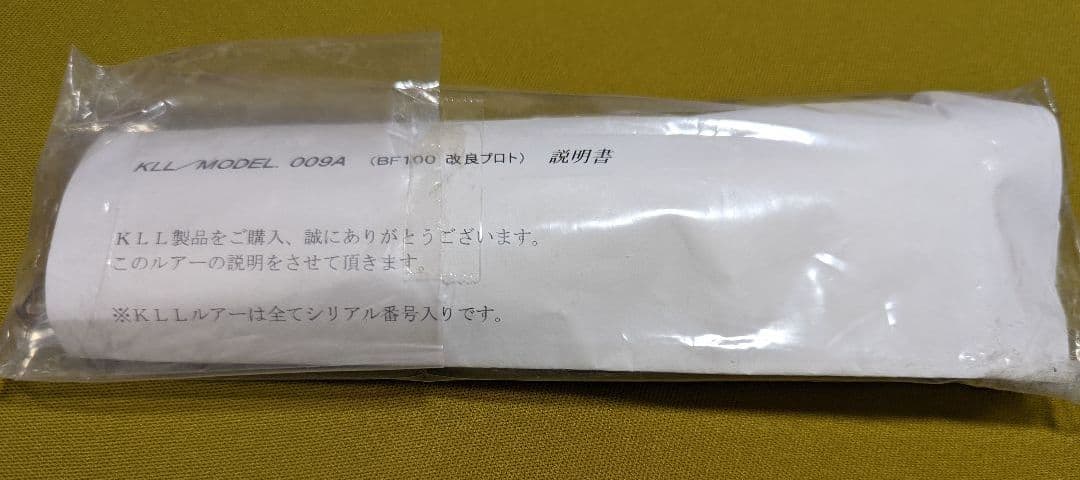 KLL/MODEL. 009A （BF100 改良プロト） 説明書
ＫＬＬ製品をご購入、誠にありがとうございます。
このルアーの説明をさせて頂きます。
※ＫＬＬルアーは全てシリアル番号入りです。